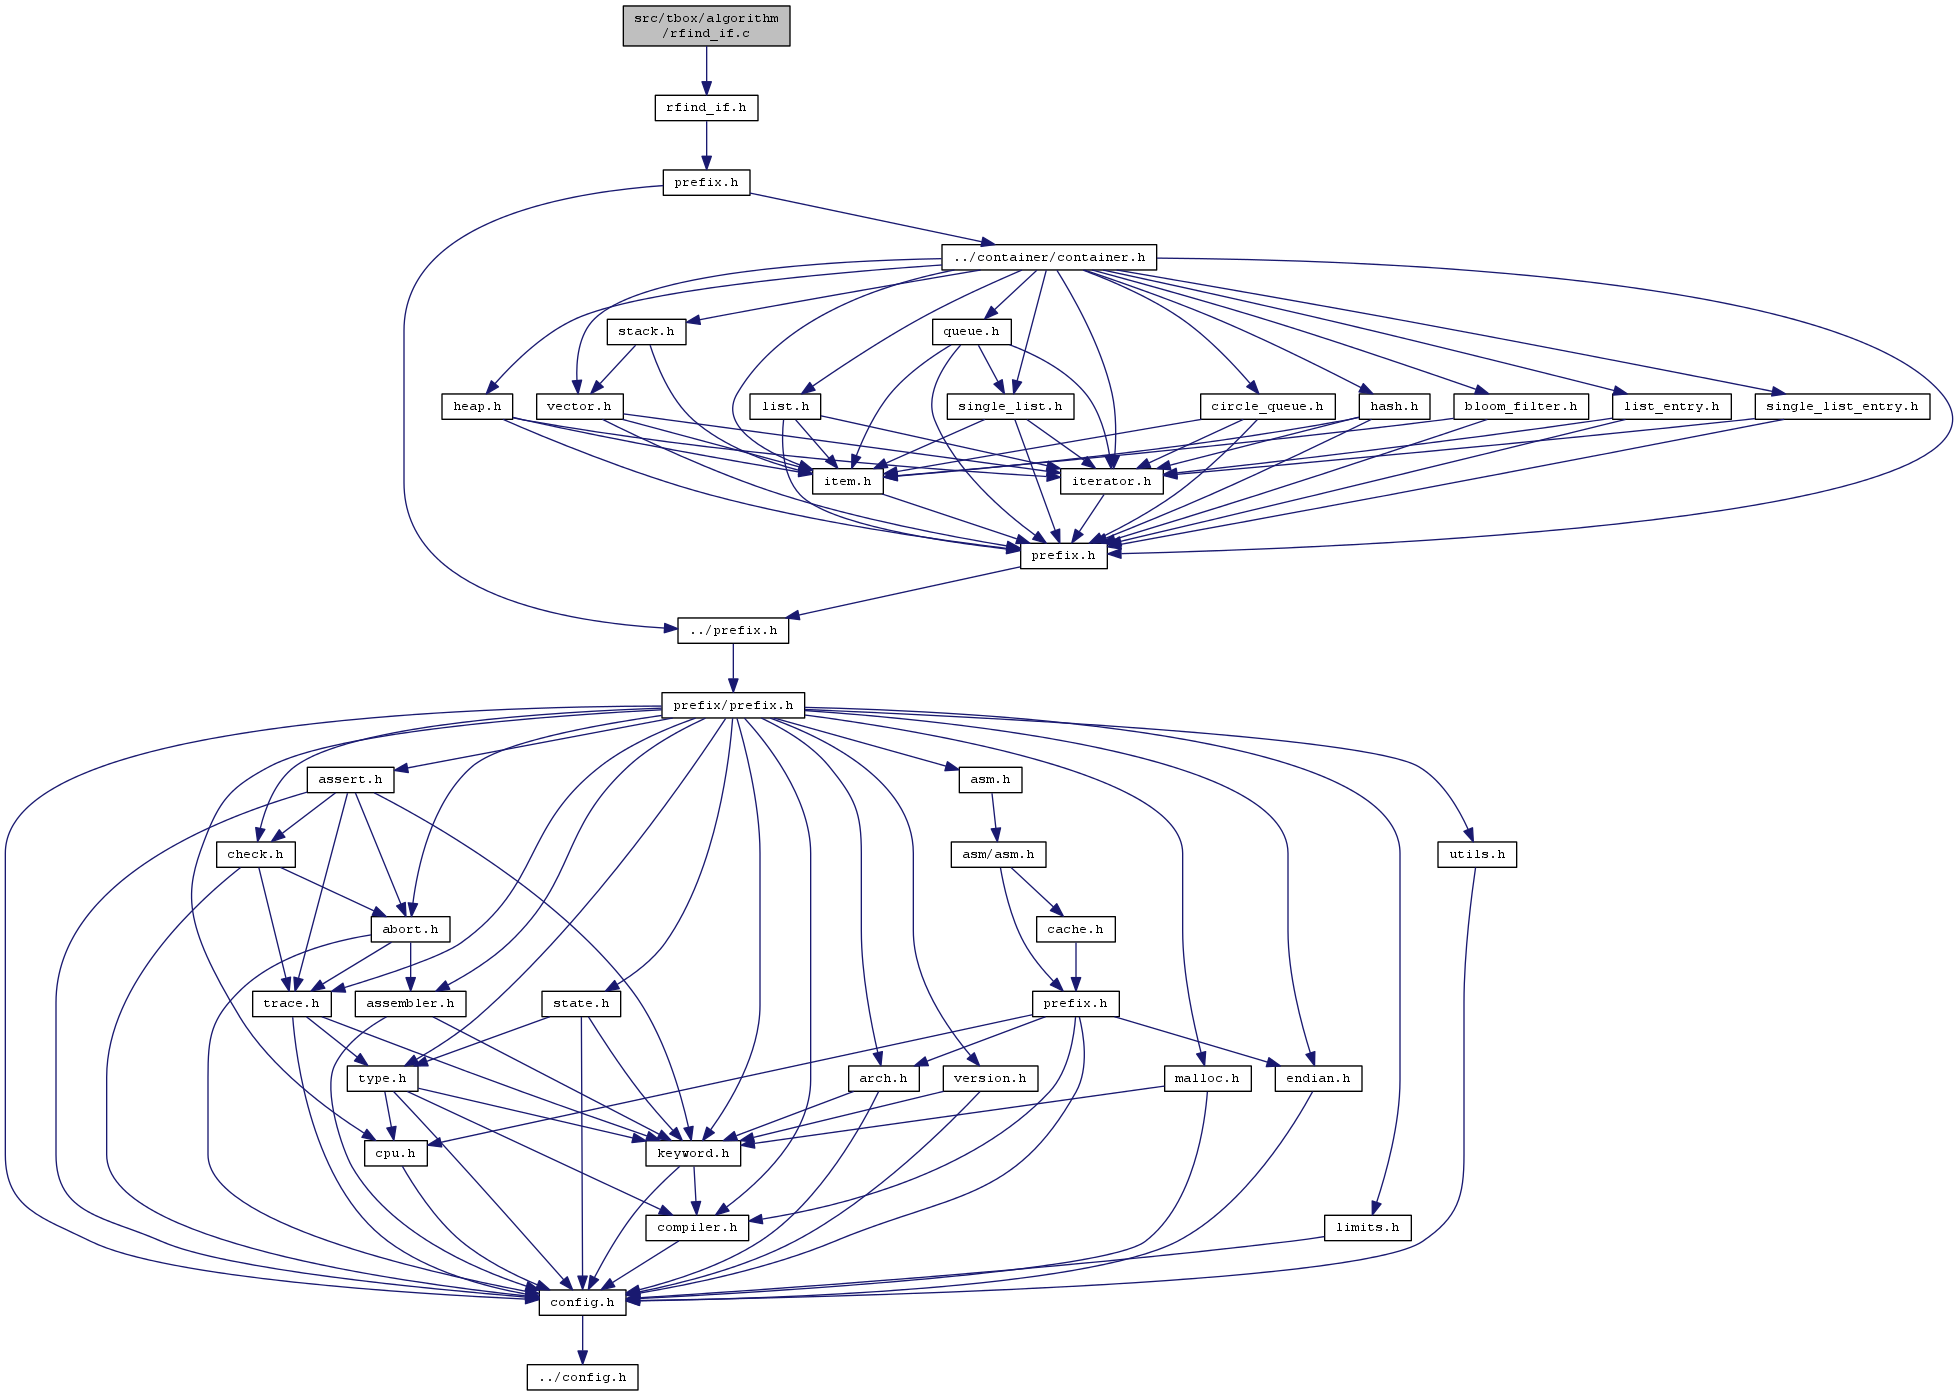 src/tbox/algorithm
/rfind_if.c
rfind_if.h
prefix.h
../container/container.h
stack.h
queue.h
heap.h
vector.h
list.h
single_list.h
circle_queue.h
hash.h
bloom_filter.h
list_entry.h
single_list_entry.h
item.h
iterator.h
prefix.h
../prefix.h
prefix/prefix.h
assert.h
asm.h
check.h
asm/asm.h
utils.h
abort.h
cache.h
trace.h
assembler.h
state.h
prefix.h
type.h
arch.h
version.h
malloc.h
endian.h
cpu.h
keyword.h
compiler.h
limits.h
config.h
../config.h